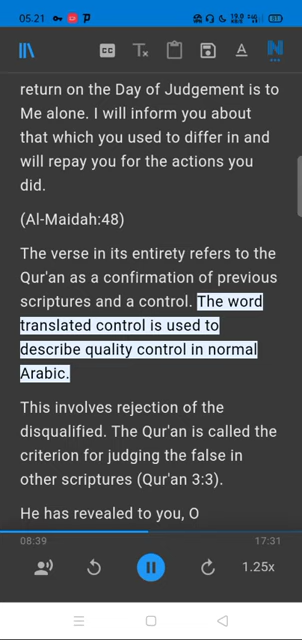 05.21
CC
Tx
A
N
return on the Day of Judgement is to
Me alone. I will inform you about
that which you used to differ in and
will repay you for the actions you
did.
(Al-Maidah:48)
The verse in its entirety refers to the
Qur'an as a confirmation of previous
scriptures and a control. The word
translated control is used to
describe quality control in normal
Arabic.
This involves rejection of the
disqualified. The Qur'an is called the
criterion for judging the false in
other scriptures (Qur'an 3:3).
He has revealed to you, O
08:39
17:31
1.25x